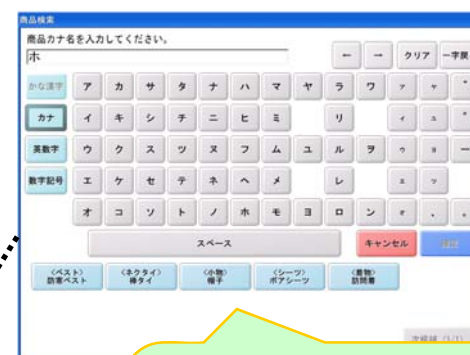 商品検索
商品カナ名を入力してください。
ホ
← → クリア 一字戻
かな漢字 ア カ サ タ ナ ハ マ ヤ ラ ワ ァ ャ ゛
カナ イ キ シ チ ニ ヒ ミ リ ィ ュ ゜
英数字 ウ ク ス ツ ヌ フ ム ユ ル ヲ ゥ ョ ー
数字記号 エ ケ セ テ ネ ヘ メ レ ェ ッ
オ コ ソ ト ノ ホ モ ヨ ロ ン ォ 、 。
スペース キャンセル 確定
〈ベスト〉 〈ネクタイ〉 〈小物〉 〈シーツ〉 〈着物〉
防寒ベスト 棒タイ 帽子 ボアシーツ 訪問着
次候補 (1/1)